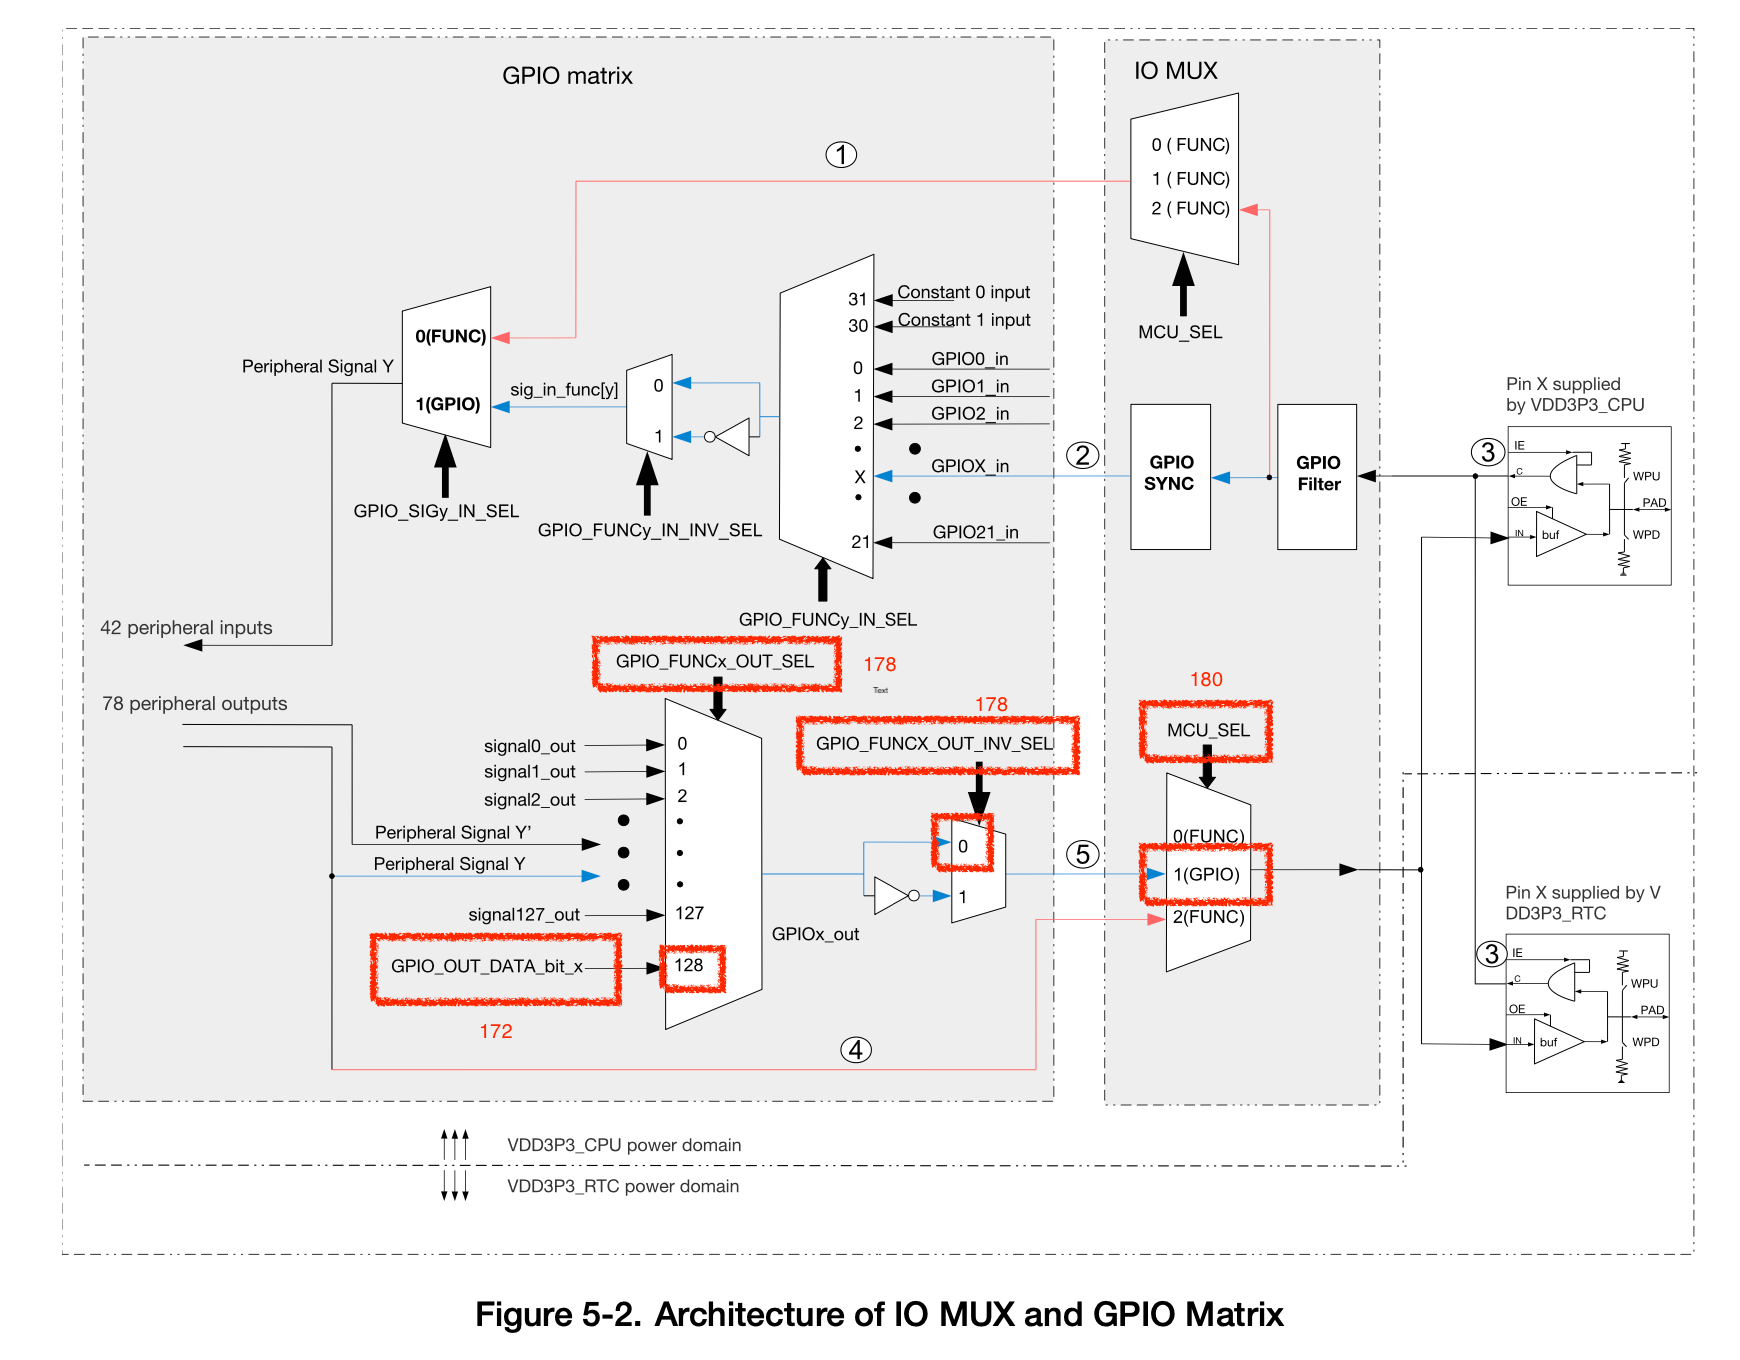 GPIO matrix
IO MUX
1
0 ( FUNC)
1 ( FUNC)
2 ( FUNC)
MCU_SEL
31
Constant 0 input
30
Constant 1 input
0
GPIO0_in
1
GPIO1_in
2
GPIO2_in
X
GPIOX_in
21
GPIO21_in
GPIO_FUNCy_IN_SEL
0(FUNC)
1(GPIO)
Peripheral Signal Y
GPIO_SIGy_IN_SEL
sig_in_func[y]
0
1
GPIO_FUNCy_IN_INV_SEL
2
GPIO
SYNC
GPIO
Filter
Pin X supplied
by VDD3P3_CPU
3
IE
C
OE
IN
buf
WPU
PAD
WPD
42 peripheral inputs
78 peripheral outputs
GPIO_FUNCx_OUT_SEL
178
Text
178
GPIO_FUNCX_OUT_INV_SEL
180
MCU_SEL
signal0_out
0
signal1_out
1
signal2_out
2
Peripheral Signal Y'
Peripheral Signal Y
signal127_out
127
GPIO_OUT_DATA_bit_x
128
172
GPIOx_out
0
1
5
0(FUNC)
1(GPIO)
2(FUNC)
4
Pin X supplied by V
DD3P3_RTC
3
IE
C
OE
IN
buf
WPU
PAD
WPD
VDD3P3_CPU power domain
VDD3P3_RTC power domain
Figure 5-2. Architecture of IO MUX and GPIO Matrix